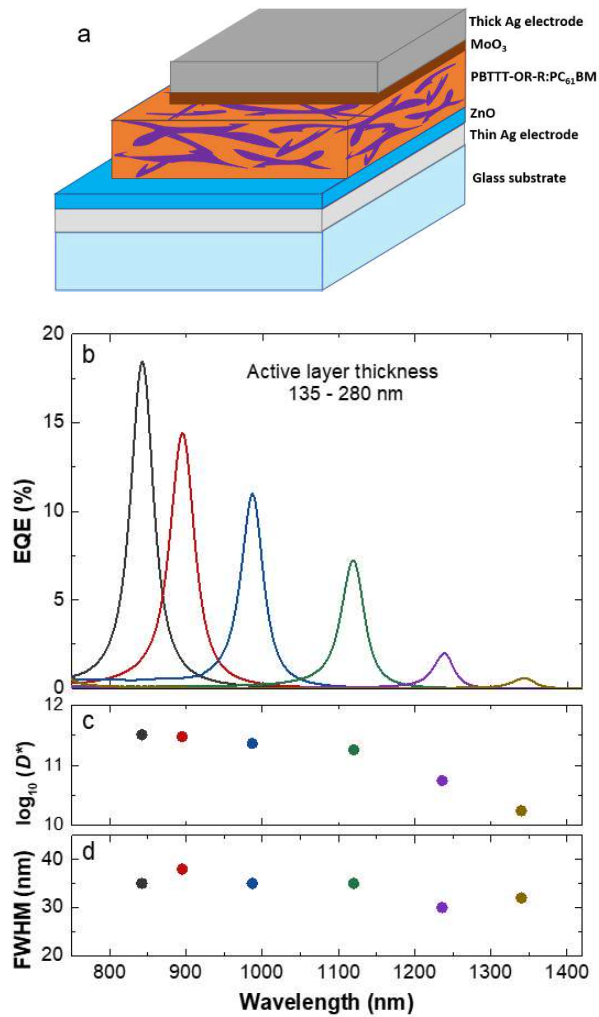 a
Thick Ag electrode
MoO₃
PBTTT-OR-R:PC₆₁BM
ZnO
Thin Ag electrode
Glass substrate
b
Active layer thickness
135 - 280 nm
EQE (%)
20
15
10
5
0
c
log₁₀ (D*)
12
11
10
d
FWHM (nm)
40
30
20
800 900 1000 1100 1200 1300 1400
Wavelength (nm)